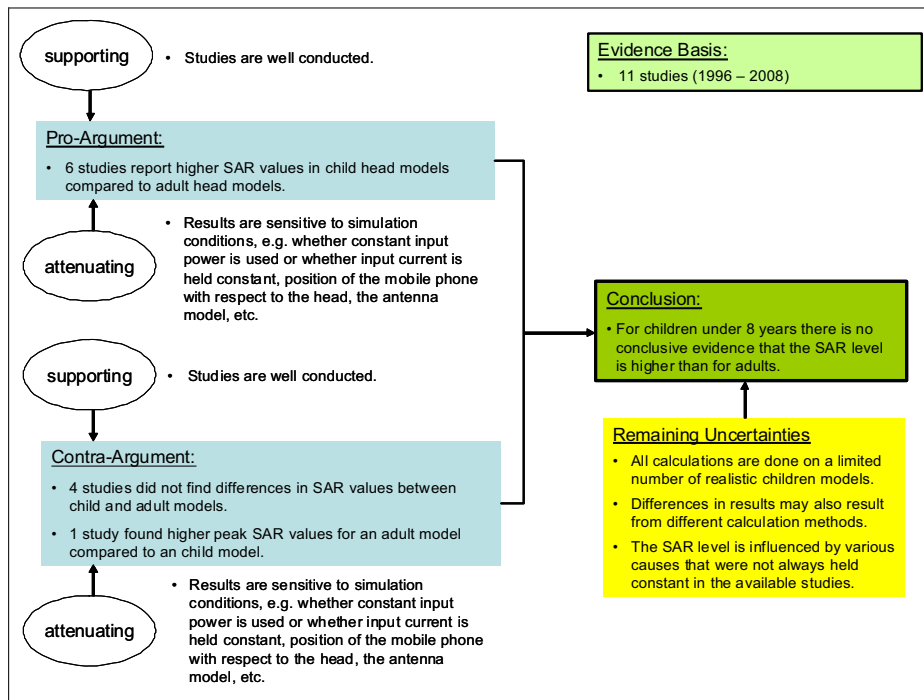 supporting
• Studies are well conducted.
Evidence Basis:
• 11 studies (1996 – 2008)
Pro-Argument:
• 6 studies report higher SAR values in child head models
compared to adult head models.
attenuating
• Results are sensitive to simulation
conditions, e.g. whether constant input
power is used or whether input current is
held constant, position of the mobile phone
with respect to the head, the antenna
model, etc.
Conclusion:
• For children under 8 years there is no
conclusive evidence that the SAR level
is higher than for adults.
supporting
• Studies are well conducted.
Contra-Argument:
• 4 studies did not find differences in SAR values between
child and adult models.
• 1 study found higher peak SAR values for an adult model
compared to an child model.
Remaining Uncertainties
• All calculations are done on a limited
number of realistic children models.
• Differences in results may also result
from different calculation methods.
• The SAR level is influenced by various
causes that were not always held
constant in the available studies.
attenuating
• Results are sensitive to simulation
conditions, e.g. whether constant input
power is used or whether input current is
held constant, position of the mobile phone
with respect to the head, the antenna
model, etc.